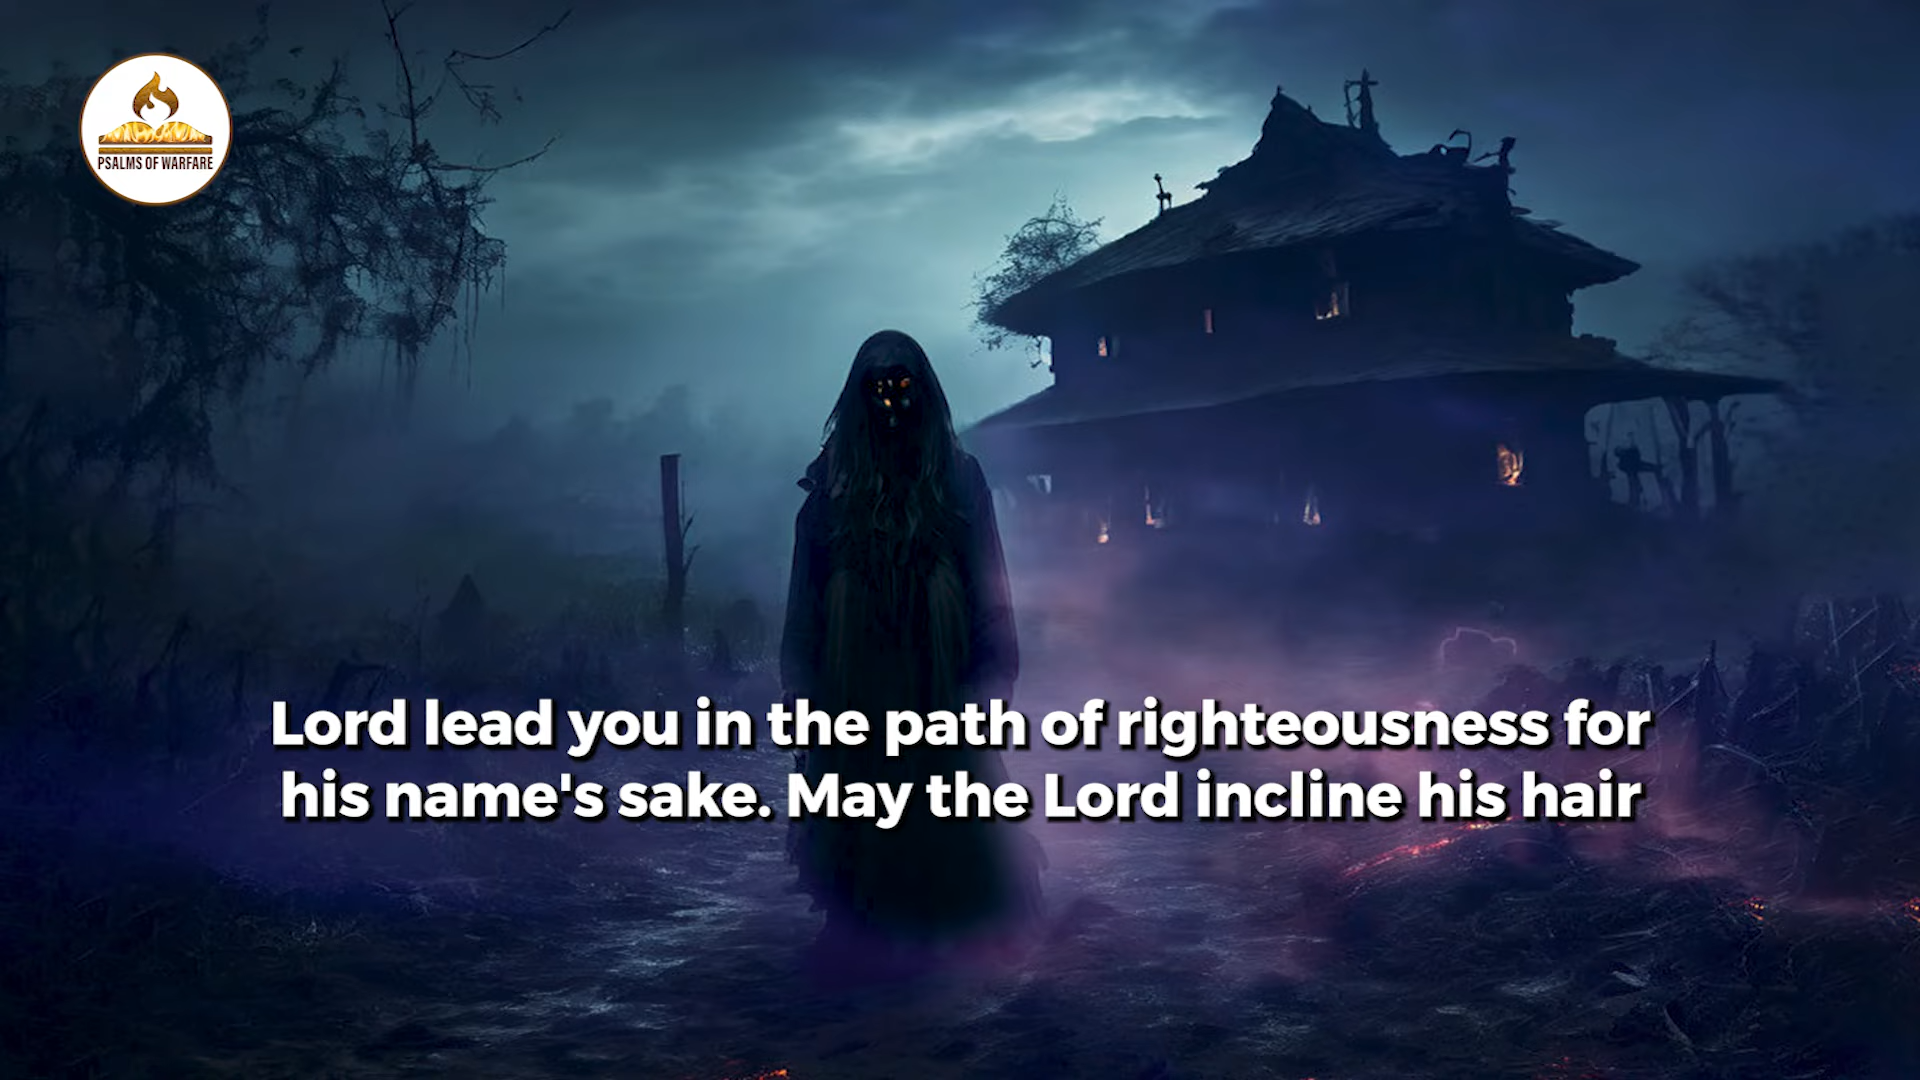 PSALMS OF WARFARE
Lord lead you in the path of righteousness for
his name's sake. May the Lord incline his hair